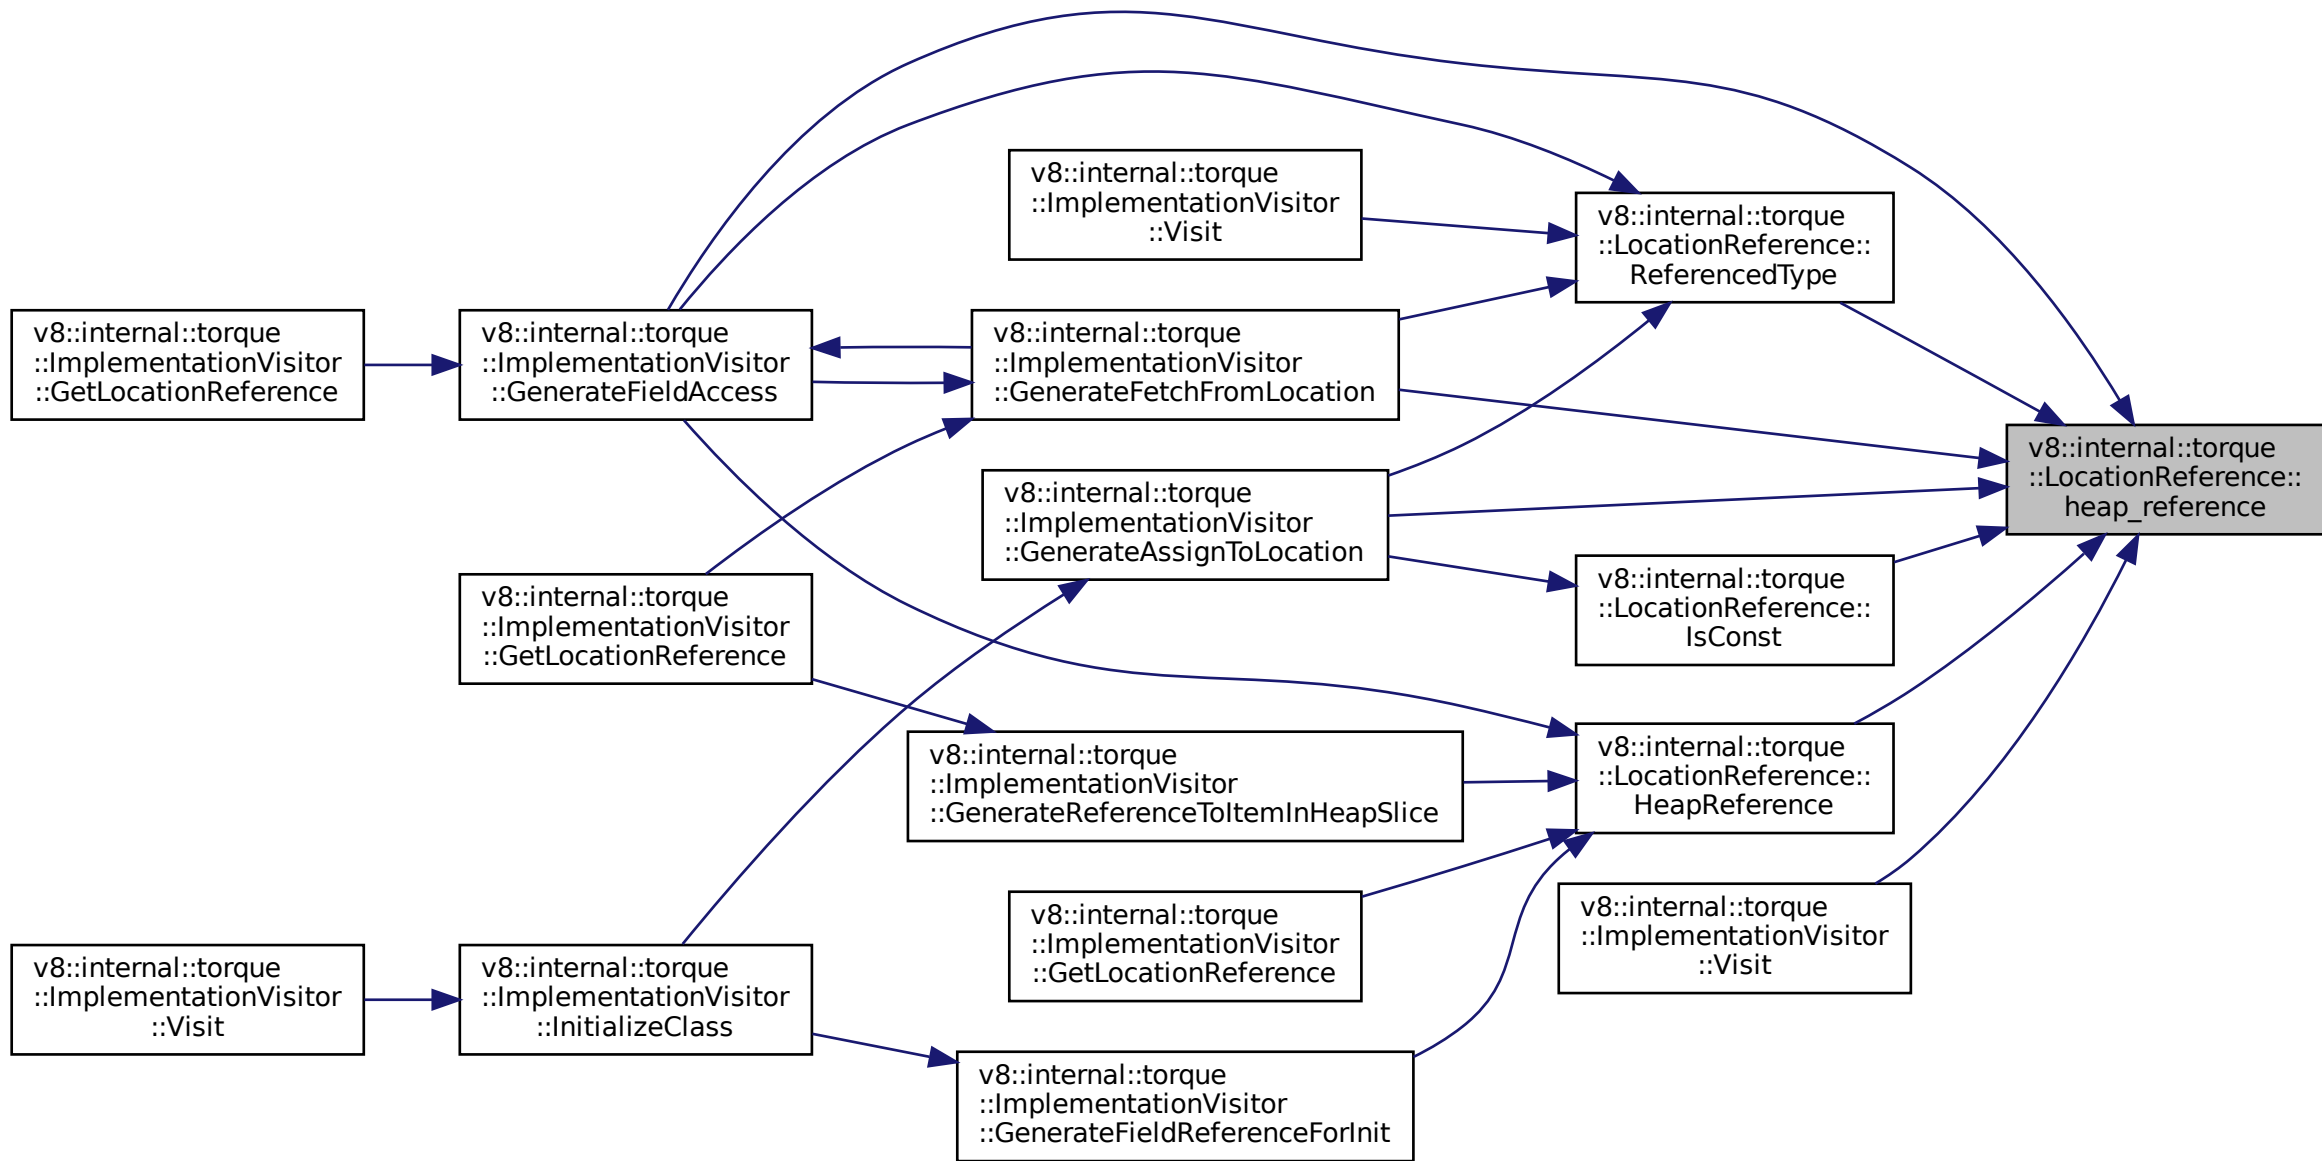 v8::internal::torque
::ImplementationVisitor
::Visit
v8::internal::torque
::LocationReference::
ReferencedType
v8::internal::torque
::ImplementationVisitor
::GetLocationReference
v8::internal::torque
::ImplementationVisitor
::GenerateFieldAccess
v8::internal::torque
::ImplementationVisitor
::GenerateFetchFromLocation
v8::internal::torque
::LocationReference::
heap_reference
v8::internal::torque
::ImplementationVisitor
::GenerateAssignToLocation
v8::internal::torque
::LocationReference::
IsConst
v8::internal::torque
::ImplementationVisitor
::GetLocationReference
v8::internal::torque
::ImplementationVisitor
::GenerateReferenceToItemInHeapSlice
v8::internal::torque
::LocationReference::
HeapReference
v8::internal::torque
::ImplementationVisitor
::GetLocationReference
v8::internal::torque
::ImplementationVisitor
::Visit
v8::internal::torque
::ImplementationVisitor
::Visit
v8::internal::torque
::ImplementationVisitor
::InitializeClass
v8::internal::torque
::ImplementationVisitor
::GenerateFieldReferenceForInit